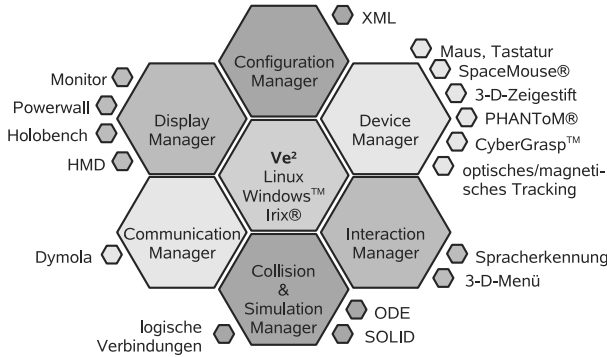 XML
Configuration
Manager
Maus, Tastatur
SpaceMouse®
3-D-Zeigestift
PHANToM®
CyberGrasp™
optisches/magneti-
sches Tracking
Monitor
Powerwall
Holobench
HMD
Display
Manager
Device
Manager
Ve²
Linux
Windows™
Irix®
Communication
Manager
Dymola
Interaction
Manager
Spracherkennung
3-D-Menü
Collision
&
Simulation
Manager
logische
Verbindungen
ODE
SOLID